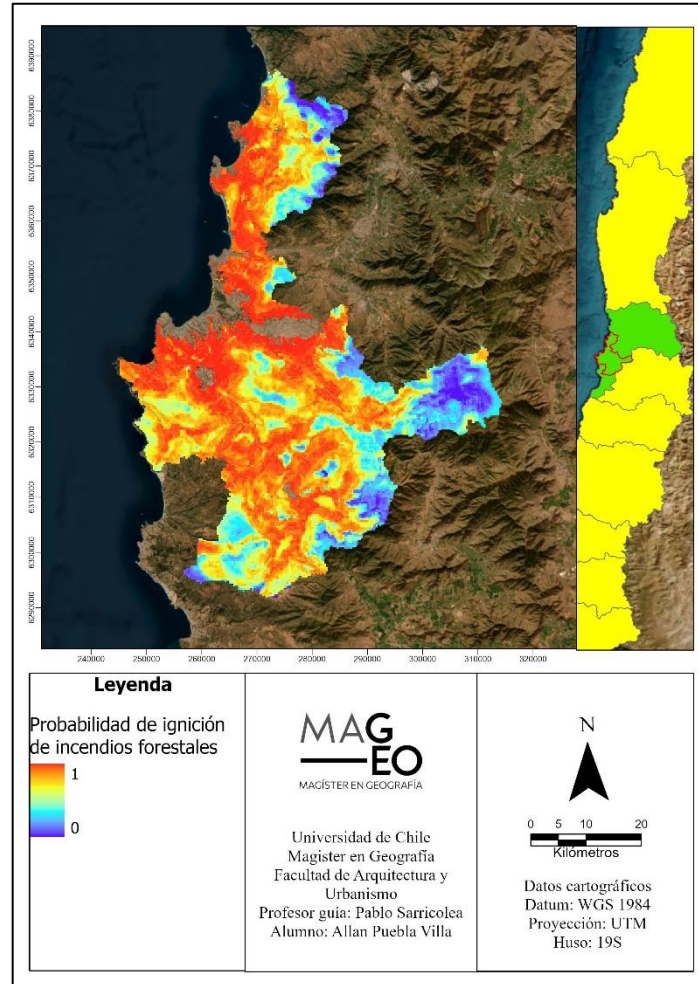 6390000
6380000
6370000
6360000
6350000
6340000
6330000
6320000
6310000
6300000
6290000
240000
250000
260000
270000
280000
290000
300000
310000
320000
Leyenda
Probabilidad de ignición
de incendios forestales
1
0
MAGEO
MAGÍSTER EN GEOGRAFÍA
Universidad de Chile
Magister en Geografía
Facultad de Arquitectura y
Urbanismo
Profesor guía: Pablo Sarricolea
Alumno: Allan Puebla Villa
N
0 5 10 20
Kilómetros
Datos cartográficos
Datum: WGS 1984
Proyección: UTM
Huso: 19S